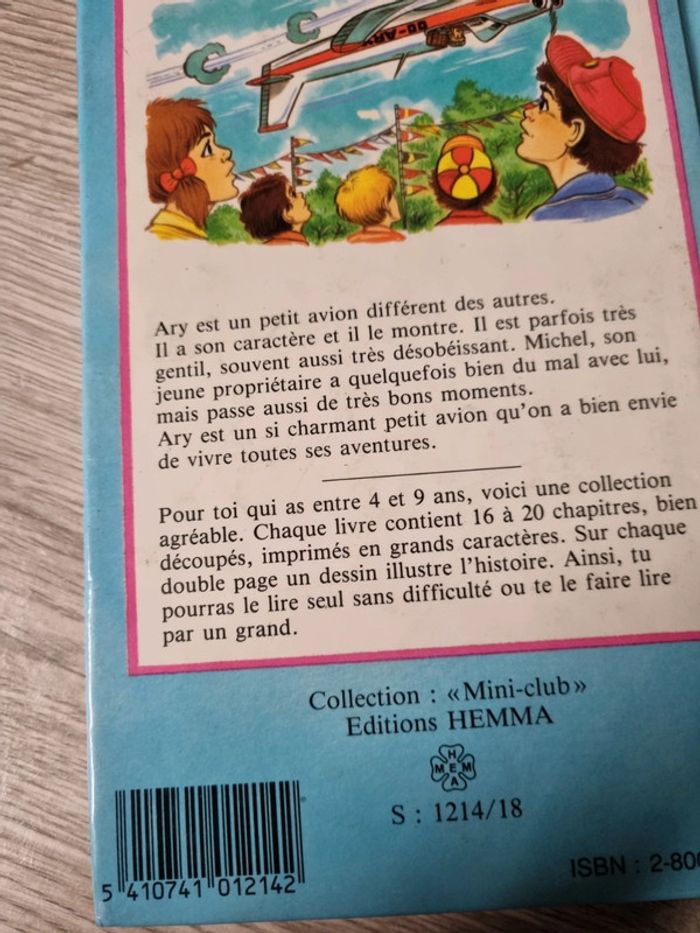 OO-ARY
Ary est un petit avion différent des autres.
Il a son caractère et il le montre. Il est parfois très
gentil, souvent aussi très désobéissant. Michel, son
jeune propriétaire a quelquefois bien du mal avec lui,
mais passe aussi de très bons moments.
Ary est un si charmant petit avion qu'on a bien envie
de vivre toutes ses aventures.
Pour toi qui as entre 4 et 9 ans, voici une collection
agréable. Chaque livre contient 16 à 20 chapitres, bien
découpés, imprimés en grands caractères. Sur chaque
double page un dessin illustre l'histoire. Ainsi, tu
pourras le lire seul sans difficulté ou te le faire lire
par un grand.
Collection : «Mini-club»
Editions HEMMA
HEMMA
S : 1214/18
ISBN : 2-800
5 410741 012142